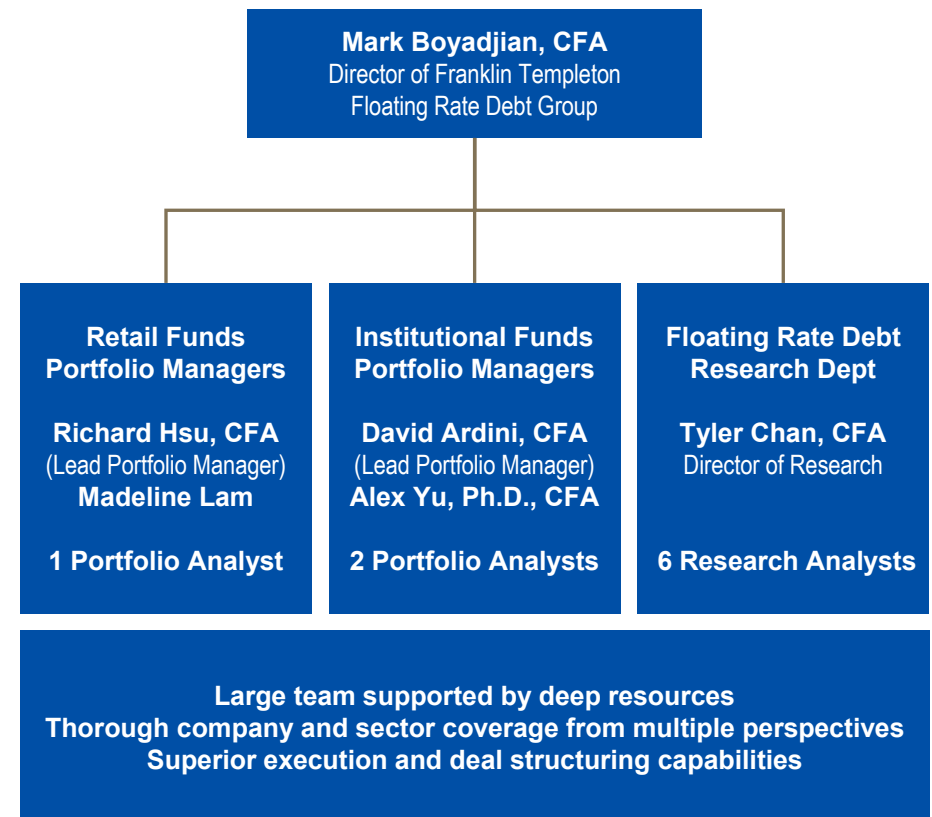 Mark Boyadjian, CFA
Director of Franklin Templeton
Floating Rate Debt Group
Retail Funds
Portfolio Managers
Richard Hsu, CFA
(Lead Portfolio Manager)
Madeline Lam
1 Portfolio Analyst
Institutional Funds
Portfolio Managers
David Ardini, CFA
(Lead Portfolio Manager)
Alex Yu, Ph.D., CFA
2 Portfolio Analysts
Floating Rate Debt
Research Dept
Tyler Chan, CFA
Director of Research
6 Research Analysts
Large team supported by deep resources
Thorough company and sector coverage from multiple perspectives
Superior execution and deal structuring capabilities